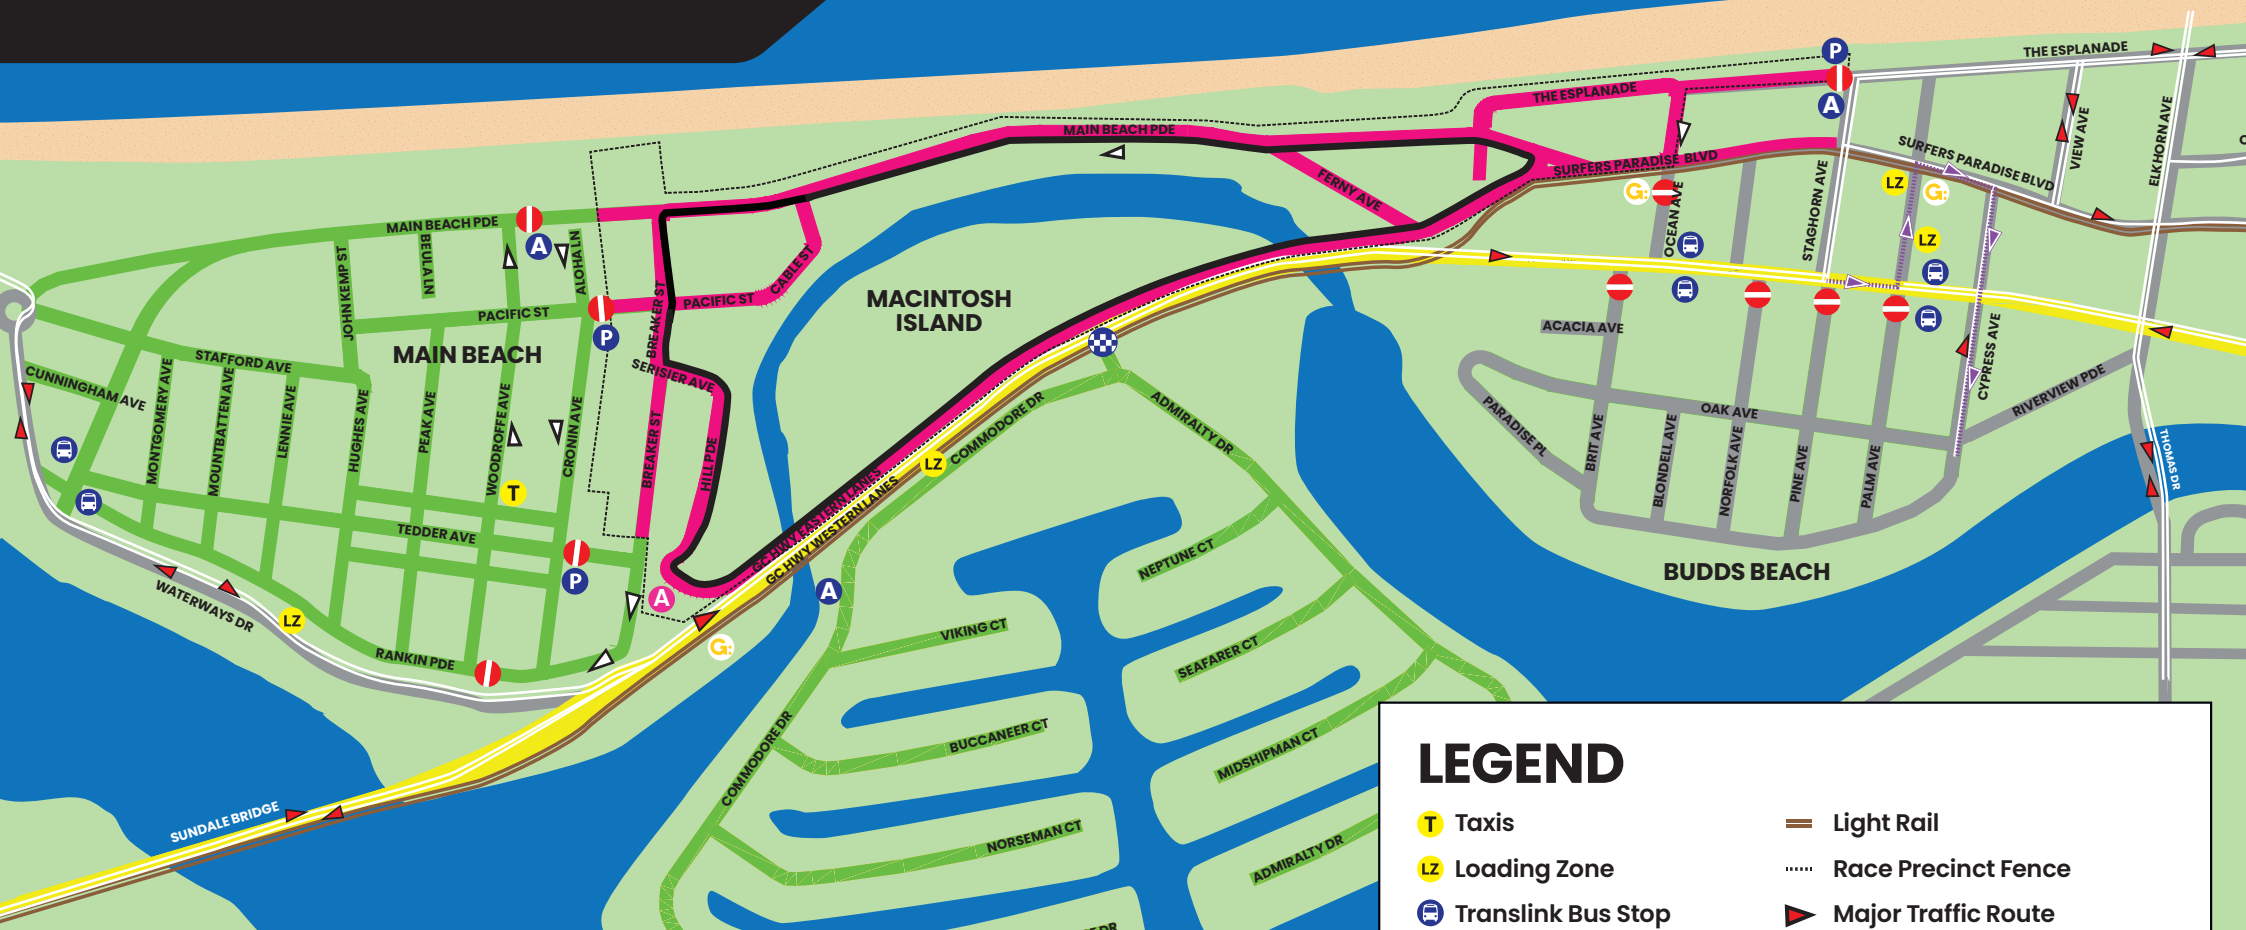 THE ESPLANADE
P
A
THE ESPLANADE
MAIN BEACH PDE
VIEW AVE
ELKHORN AVE
SURFERS PARADISE BLVD
SURFERS PARADISE BLVD
STAGHORN AVE
LZ
G:
G:
OCEAN AVE
LZ
FERNY AVE
MAIN BEACH PDE
BEULA LN
A
ALOHA LN
JOHN KEMP ST
CABLE ST
PACIFIC ST
PACIFIC ST
BREAKER ST
P
MACINTOSH
ISLAND
MAIN BEACH
STAFFORD AVE
CUNNINGHAM AVE
SERISIER AVE
MONTGOMERY AVE
MOUNTBATTEN AVE
LENNIE AVE
HUGHES AVE
PEAK AVE
WOODROFFE AVE
CRONIN AVE
BREAKER ST
HILL PDE
T
TEDDER AVE
P
A
WATERWAYS DR
LZ
RANKIN PDE
G:
SUNDALE BRIDGE
GC HWY EASTERN LANES
GC HWY WESTERN LANES
LZ
COMMODORE DR
ADMIRALTY DR
A
NEPTUNE CT
VIKING CT
SEAFARER CT
BUCCANEER CT
MIDSHIPMAN CT
COMMODORE DR
NORSEMAN CT
ADMIRALTY DR
DR
ACACIA AVE
CYPRESS AVE
RIVERVIEW PDE
OAK AVE
PARADISE PL
BRIT AVE
BLONDELL AVE
NORFOLK AVE
PINE AVE
PALM AVE
THOMAS DR
BUDDS BEACH
LEGEND
T Taxis
LZ Loading Zone
Translink Bus Stop
Light Rail
Race Precinct Fence
Major Traffic Route